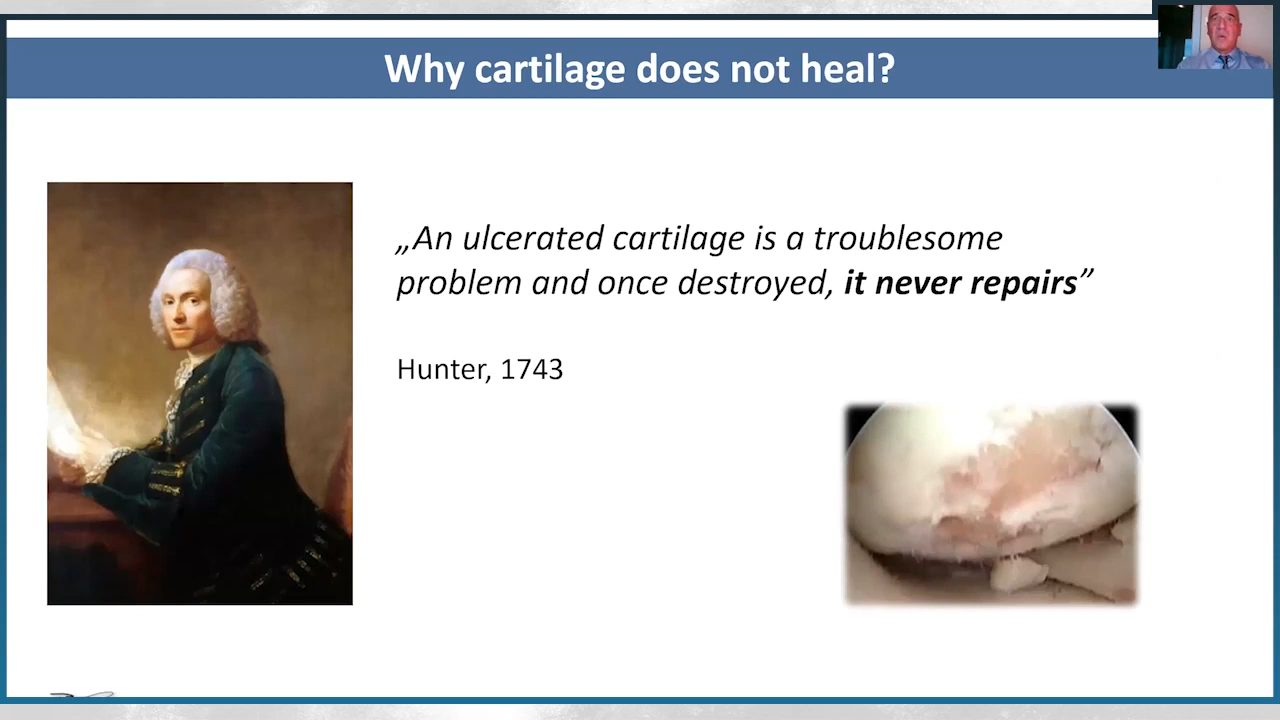 Why cartilage does not heal?
„An ulcerated cartilage is a troublesome
problem and once destroyed, it never repairs”
Hunter, 1743